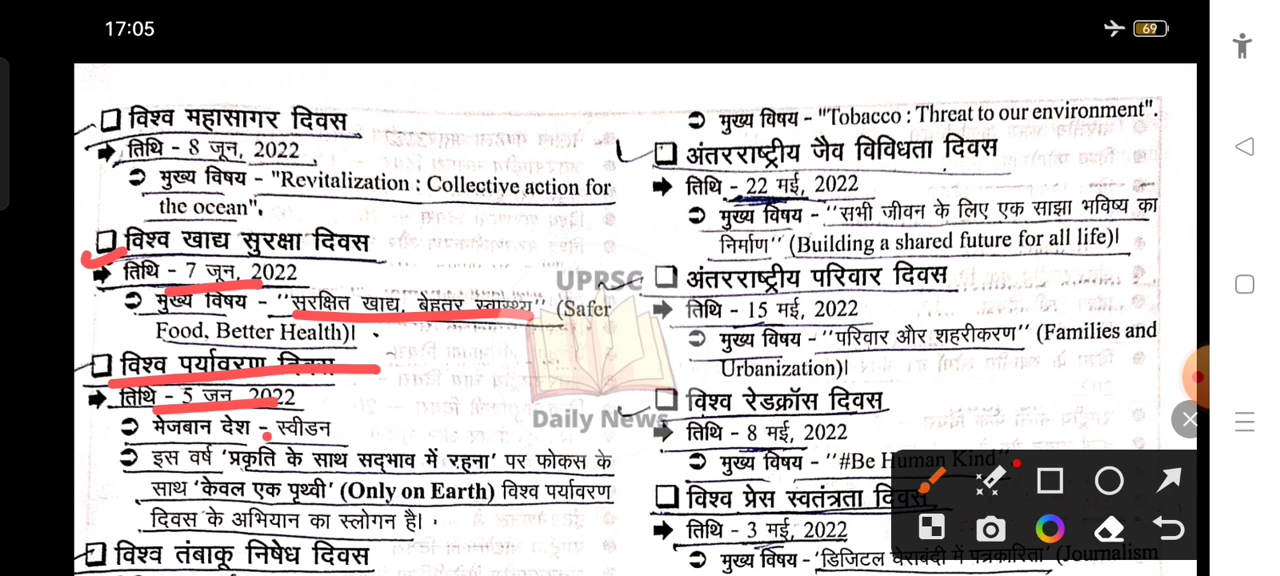 17:05
69
विश्व महासागर दिवस
तिथि - 8 जून, 2022
मुख्य विषय - "Revitalization : Collective action for
the ocean".
विश्व खाद्य सुरक्षा दिवस
तिथि - 7 जून, 2022
मुख्य विषय - "सुरक्षित खाद्य, बेहतर स्वास्थ्य" (Safer
Food, Better Health)।
विश्व पर्यावरण दिवस
तिथि - 5 जून, 2022
मेजबान देश - स्वीडन
इस वर्ष 'प्रकृति के साथ सद्भाव में रहना' पर फोकस के
साथ 'केवल एक पृथ्वी' (Only on Earth) विश्व पर्यावरण
दिवस के अभियान का स्लोगन है।
विश्व तंबाकू निषेध दिवस
मुख्य विषय - "Tobacco : Threat to our environment".
अंतरराष्ट्रीय जैव विविधता दिवस
तिथि - 22 मई, 2022
मुख्य विषय - "सभी जीवन के लिए एक साझा भविष्य का
निर्माण" (Building a shared future for all life)।
अंतरराष्ट्रीय परिवार दिवस
तिथि - 15 मई, 2022
मुख्य विषय - "परिवार और शहरीकरण" (Families and
Urbanization)।
विश्व रेडक्रॉस दिवस
तिथि - 8 मई, 2022
मुख्य विषय - "#Be Human Kind"
विश्व प्रेस स्वतंत्रता दिवस
तिथि - 3 मई, 2022
मुख्य विषय - 'डिजिटल घेराबंदी में पत्रकारिता' (Journalism
UPRSC
Daily News